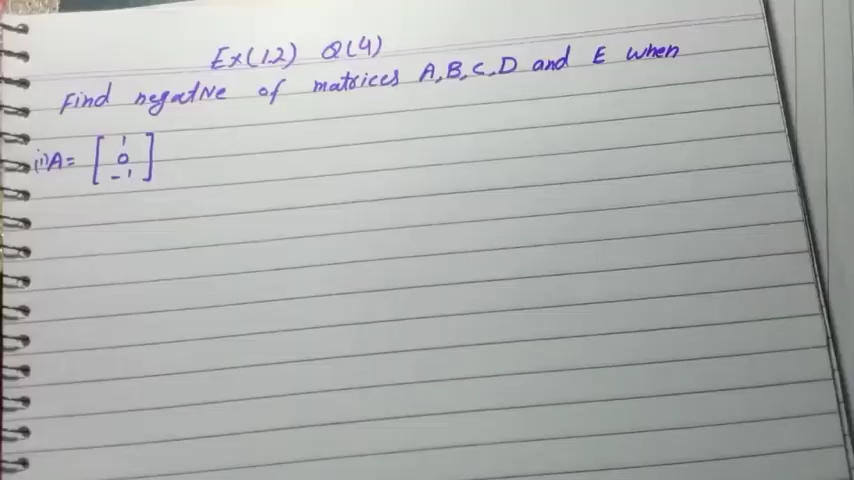 Ex(1.2) Q(4)
Find negative of matrices A,B,C,D and E when
(i)A= [ 1
0
-1 ]